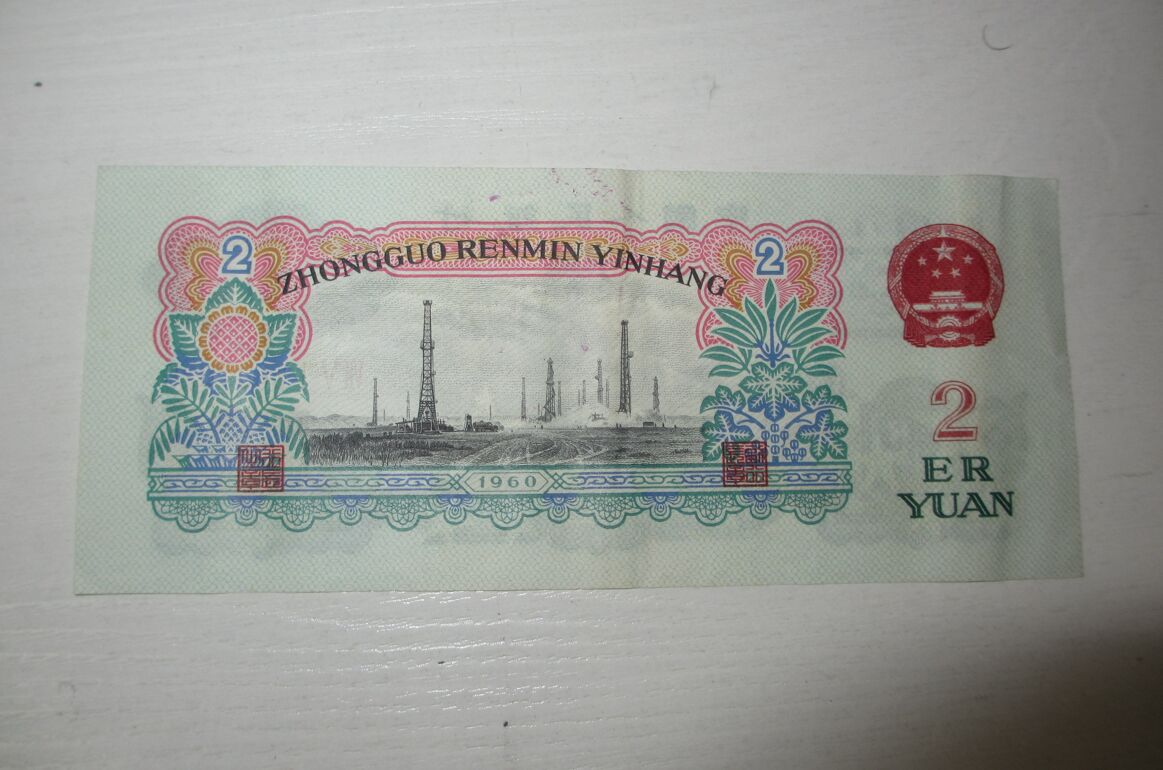 2
2
ZHONGGUO RENMIN YINHANG
1960
2
ER
YUAN